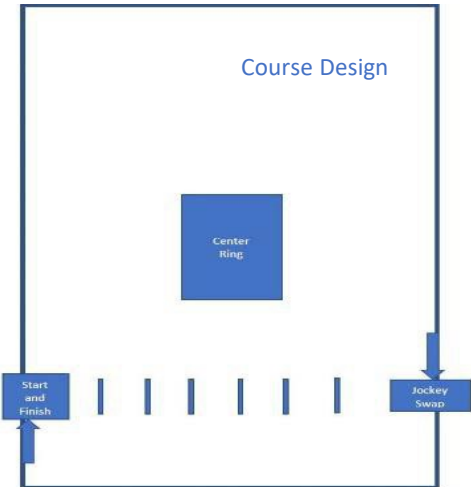 Course Design
Center
Ring
Start
and
Finish
Jockey
Swap